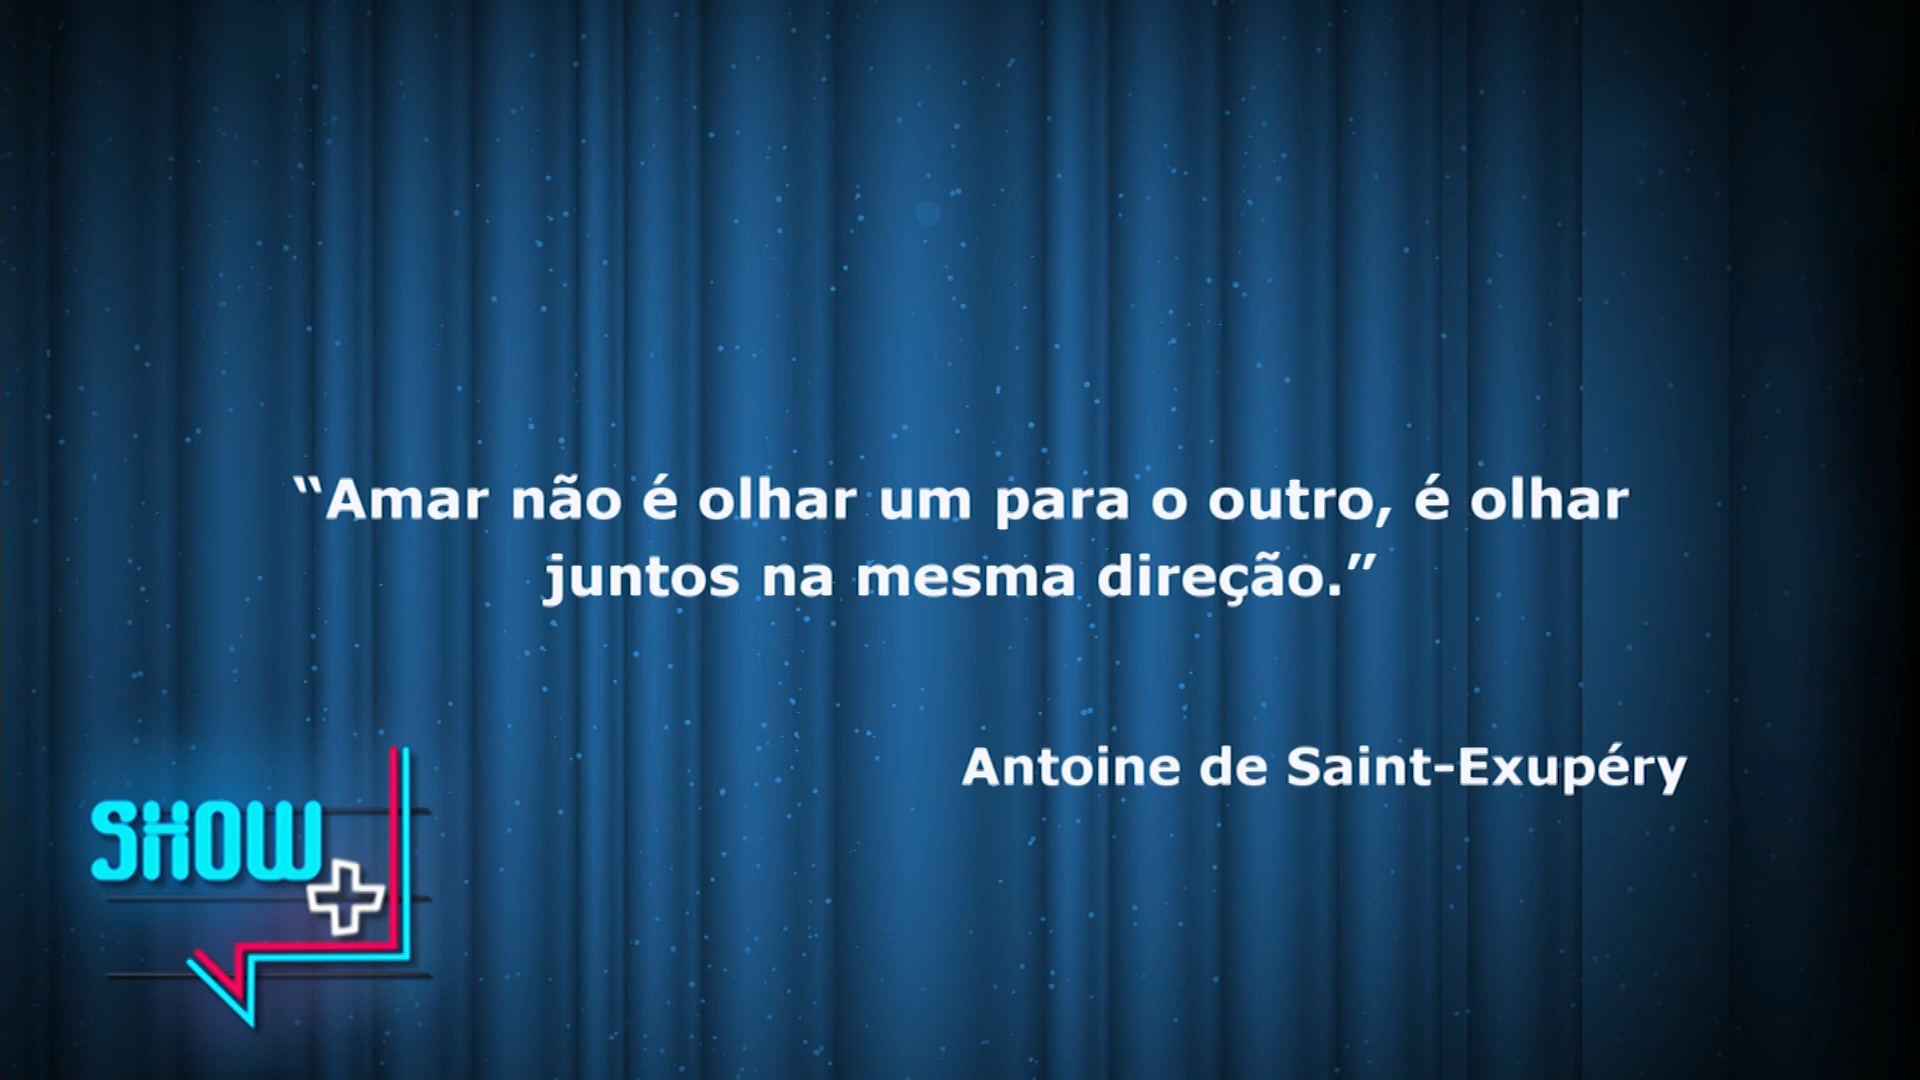 “Amar não é olhar um para o outro, é olhar
juntos na mesma direção.”
Antoine de Saint-Exupéry
SHOW
+